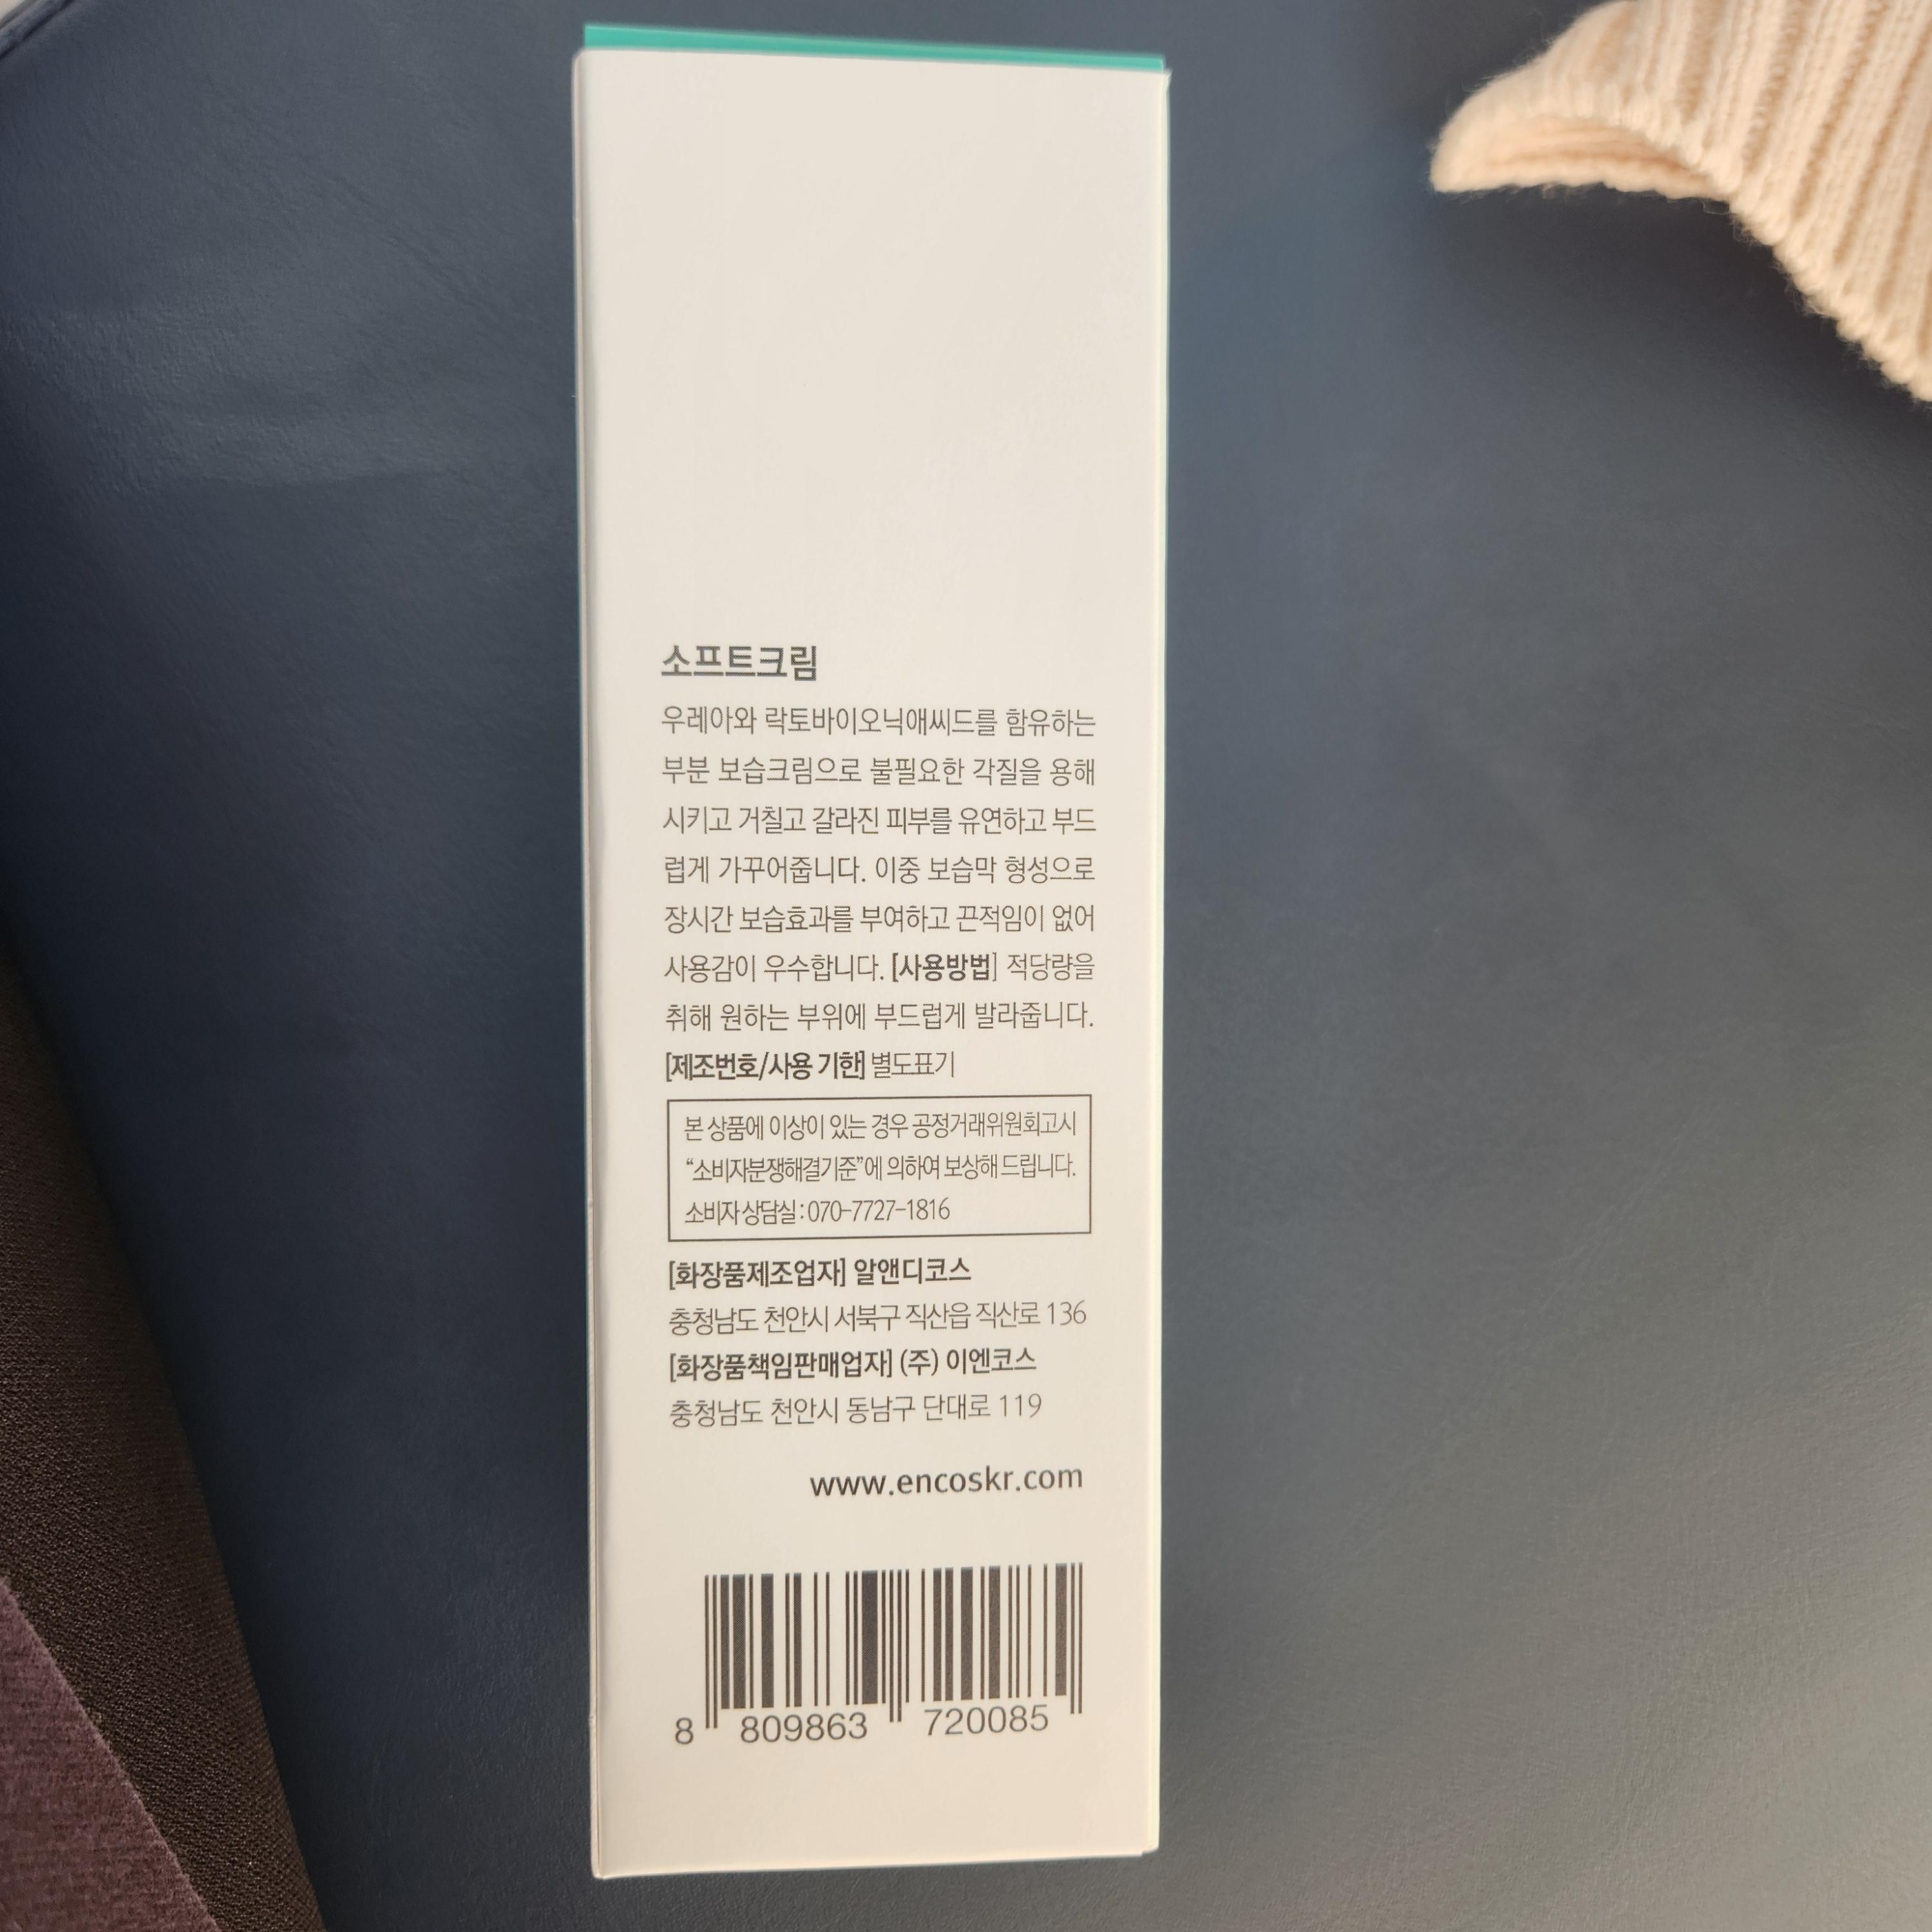 소프트크림
우레아와 락토바이오닉애씨드를 함유하는
부분 보습크림으로 불필요한 각질을 용해
시키고 거칠고 갈라진 피부를 유연하고 부드
럽게 가꾸어줍니다. 이중 보습막 형성으로
장시간 보습효과를 부여하고 끈적임이 없어
사용감이 우수합니다. [사용방법] 적당량을
취해 원하는 부위에 부드럽게 발라줍니다.
[제조번호/사용 기한] 별도표기
본 상품에 이상이 있는 경우 공정거래위원회고시
“소비자분쟁해결기준”에 의하여 보상해 드립니다.
소비자 상담실 : 070-7727-1816
[화장품제조업자] 알앤디코스
충청남도 천안시 서북구 직산읍 직산로 136
[화장품책임판매업자] (주) 이엔코스
충청남도 천안시 동남구 단대로 119
www.encoskr.com
8 809863 720085